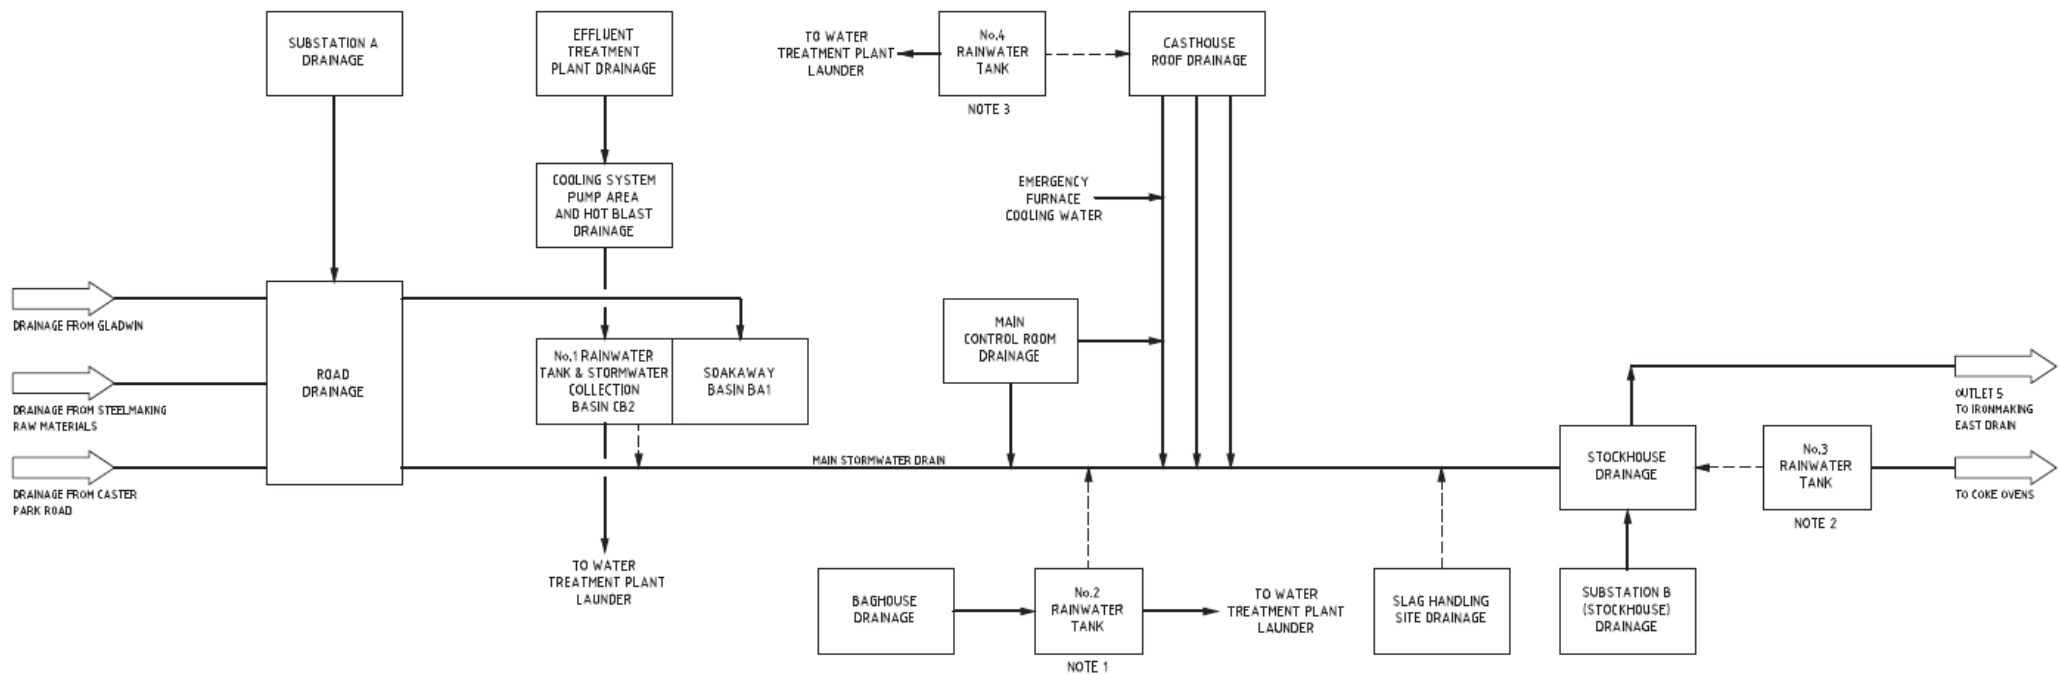 SUBSTATION A
DRAINAGE
EFFLUENT
TREATMENT
PLANT DRAINAGE
TO WATER
TREATMENT PLANT
LAUNDER
No.4
RAINWATER
TANK
NOTE 3
CASTHOUSE
ROOF DRAINAGE
COOLING SYSTEM
PUMP AREA
AND HOT BLAST
DRAINAGE
EMERGENCY
FURNACE
COOLING WATER
DRAINAGE FROM GLADWIN
DRAINAGE FROM STEELMAKING
RAW MATERIALS
DRAINAGE FROM CASTER
PARK ROAD
ROAD
DRAINAGE
No.1 RAINWATER
TANK & STORMWATER
COLLECTION
BASIN CB2
SOAKAWAY
BASIN BA1
MAIN
CONTROL ROOM
DRAINAGE
MAIN STORMWATER DRAIN
STOCKHOUSE
DRAINAGE
No.3
RAINWATER
TANK
NOTE 2
OUTLET 5
TO IRONMAKING
EAST DRAIN
TO COKE OVENS
TO WATER
TREATMENT PLANT
LAUNDER
BAGHOUSE
DRAINAGE
No.2
RAINWATER
TANK
NOTE 1
TO WATER
TREATMENT PLANT
LAUNDER
SLAG HANDLING
SITE DRAINAGE
SUBSTATION B
(STOCKHOUSE)
DRAINAGE